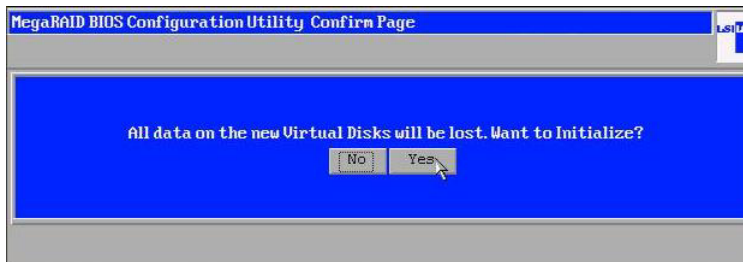 MegaRAID BIOS Configuration Utility Confirm Page
LSI
All data on the new Virtual Disks will be lost. Want to Initialize?
No Yes